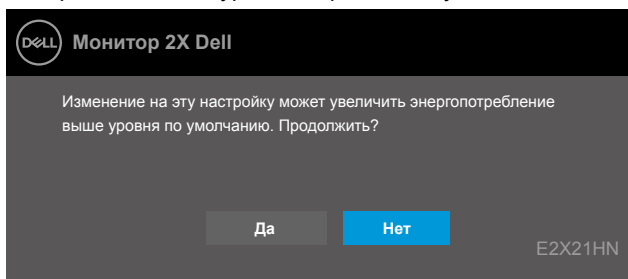 DELL
Монитор 2X Dell
Изменение на эту настройку может увеличить энергопотребление
выше уровня по умолчанию. Продолжить?
Да
Нет
E2X21HN